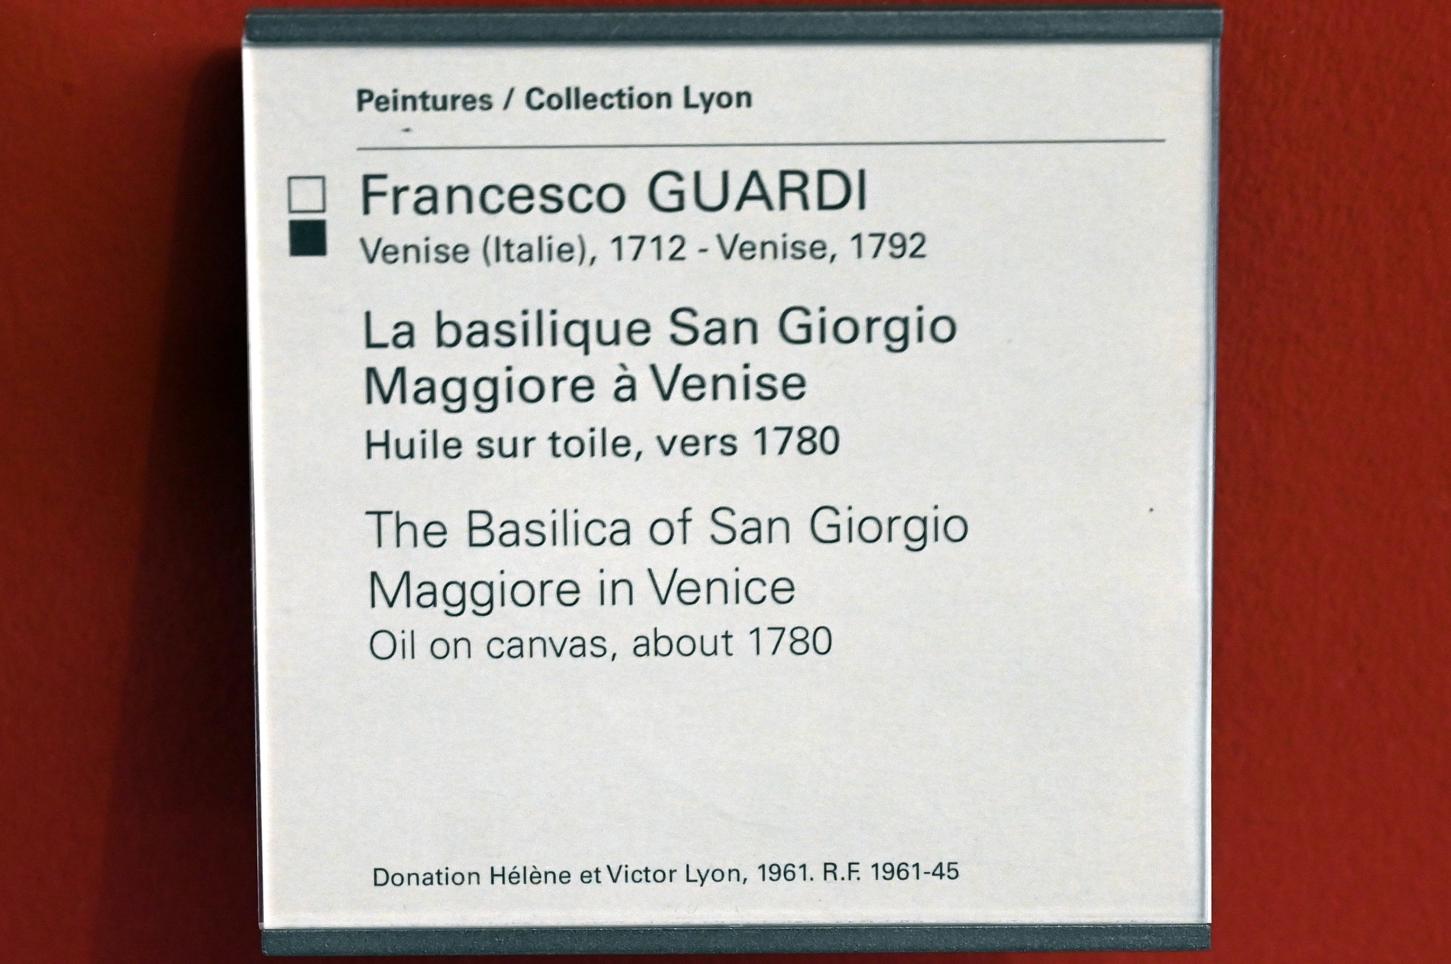 Peintures / Collection Lyon
Francesco GUARDI
Venise (Italie), 1712 - Venise, 1792
La basilique San Giorgio
Maggiore à Venise
Huile sur toile, vers 1780
The Basilica of San Giorgio
Maggiore in Venice
Oil on canvas, about 1780
Donation Hélène et Victor Lyon, 1961. R.F. 1961-45